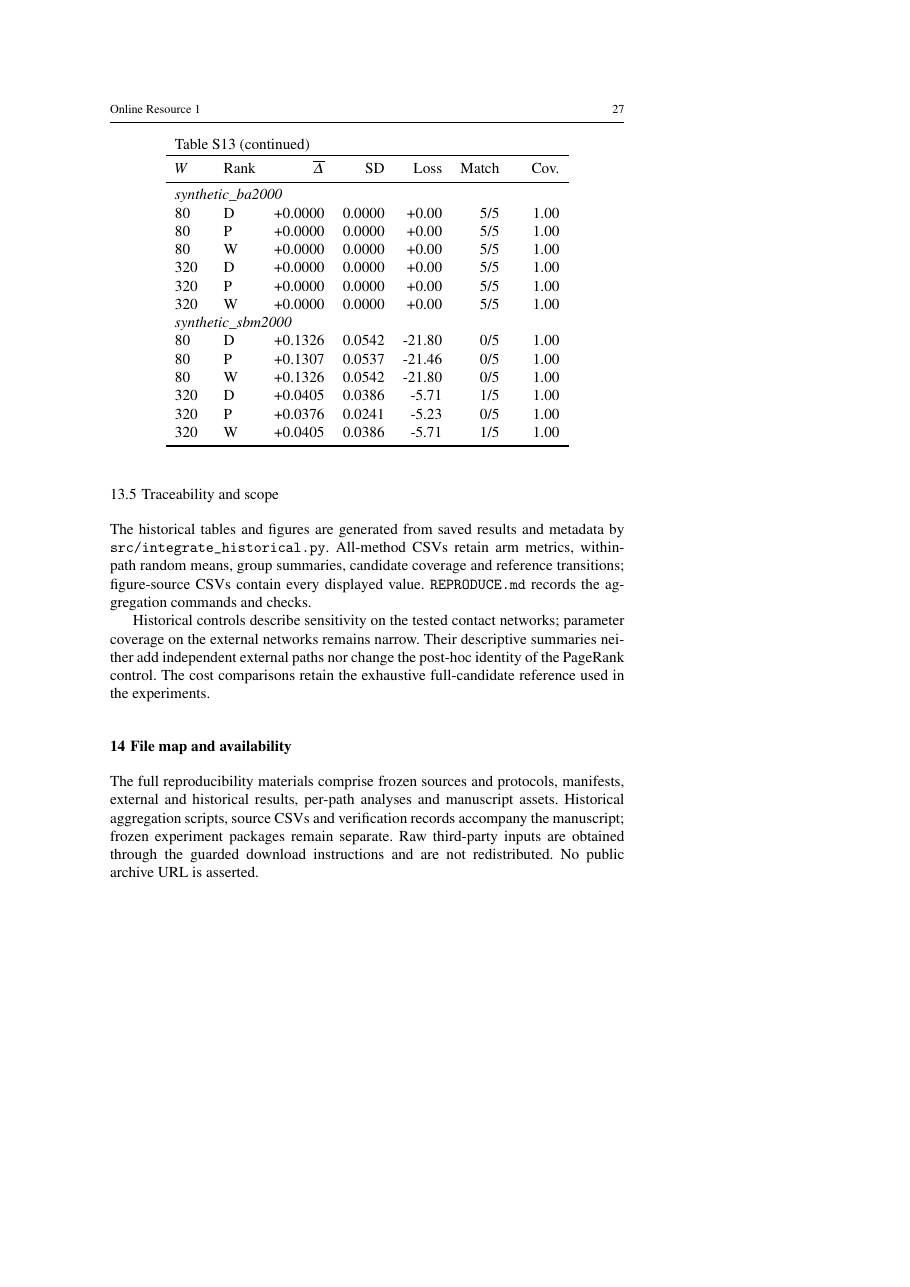 Online Resource 1 27
Table S13 (continued)
W Rank Δ̅ SD Loss Match Cov.
synthetic_ba2000
80 D +0.0000 0.0000 +0.00 5/5 1.00
80 P +0.0000 0.0000 +0.00 5/5 1.00
80 W +0.0000 0.0000 +0.00 5/5 1.00
320 D +0.0000 0.0000 +0.00 5/5 1.00
320 P +0.0000 0.0000 +0.00 5/5 1.00
320 W +0.0000 0.0000 +0.00 5/5 1.00
synthetic_sbm2000
80 D +0.1326 0.0542 -21.80 0/5 1.00
80 P +0.1307 0.0537 -21.46 0/5 1.00
80 W +0.1326 0.0542 -21.80 0/5 1.00
320 D +0.0405 0.0386 -5.71 1/5 1.00
320 P +0.0376 0.0241 -5.23 0/5 1.00
320 W +0.0405 0.0386 -5.71 1/5 1.00
13.5 Traceability and scope
The historical tables and figures are generated from saved results and metadata by
src/integrate_historical.py. All-method CSVs retain arm metrics, within-
path random means, group summaries, candidate coverage and reference transitions;
figure-source CSVs contain every displayed value. REPRODUCE.md records the ag-
gregation commands and checks.
Historical controls describe sensitivity on the tested contact networks; parameter
coverage on the external networks remains narrow. Their descriptive summaries nei-
ther add independent external paths nor change the post-hoc identity of the PageRank
control. The cost comparisons retain the exhaustive full-candidate reference used in
the experiments.
14 File map and availability
The full reproducibility materials comprise frozen sources and protocols, manifests,
external and historical results, per-path analyses and manuscript assets. Historical
aggregation scripts, source CSVs and verification records accompany the manuscript;
frozen experiment packages remain separate. Raw third-party inputs are obtained
through the guarded download instructions and are not redistributed. No public
archive URL is asserted.